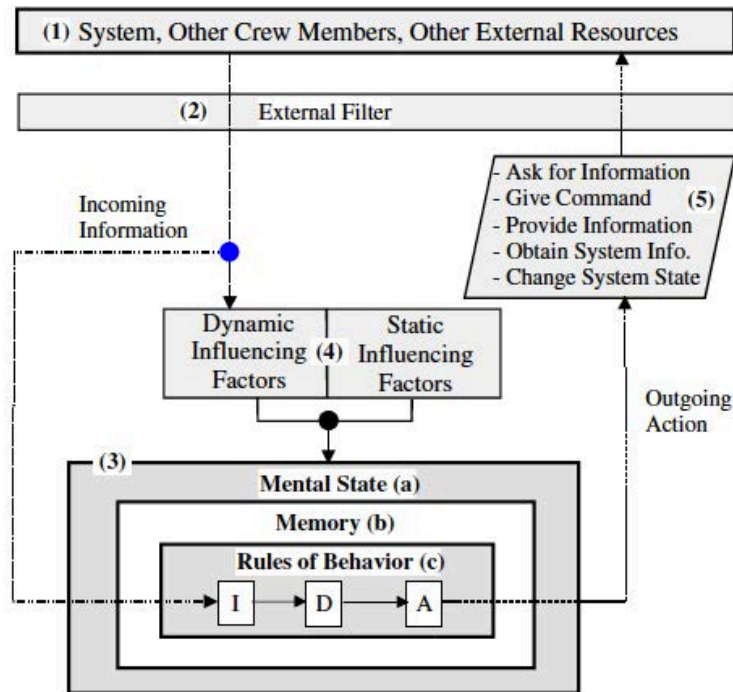 (1) System, Other Crew Members, Other External Resources
(2) External Filter
Incoming
Information
- Ask for Information
- Give Command (5)
- Provide Information
- Obtain System Info.
- Change System State
Dynamic
Influencing
Factors
(4)
Static
Influencing
Factors
Outgoing
Action
(3)
Mental State (a)
Memory (b)
Rules of Behavior (c)
I D A